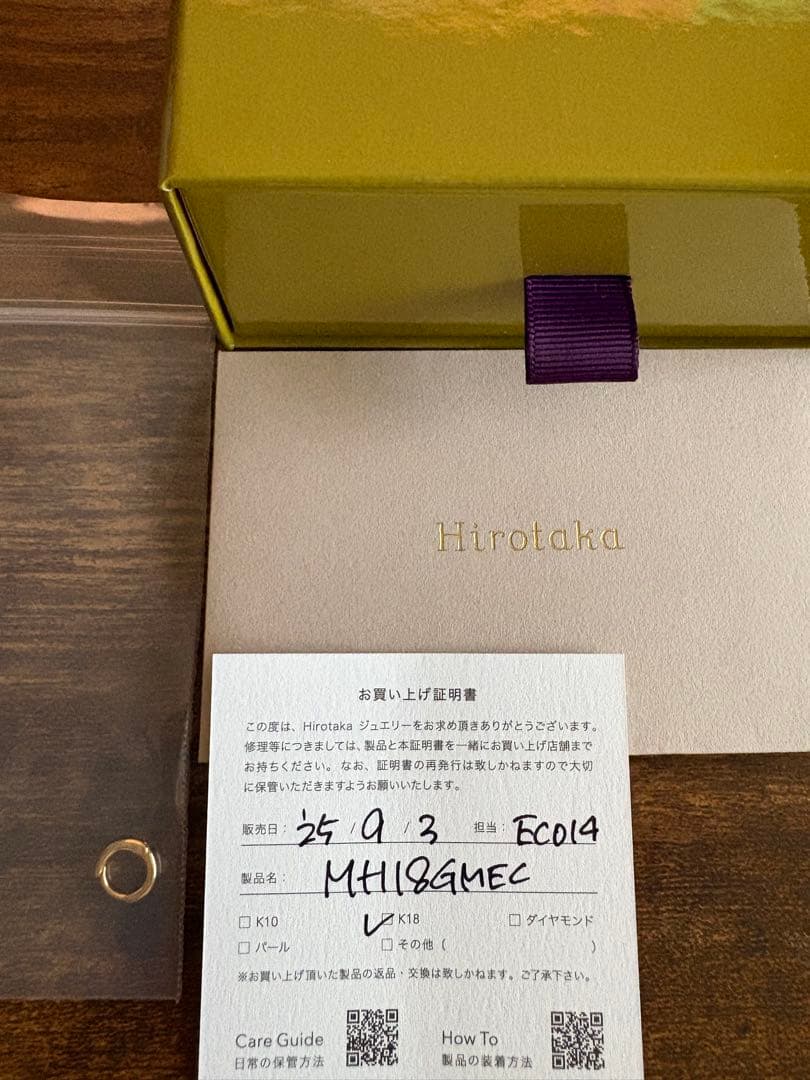 Hirotaka
お買い上げ証明書
この度は、Hirotaka ジュエリーをお求め頂きありがとうございます。
修理等につきましては、製品と本証明書を一緒にお買い上げ店舗まで
お持ちください。なお、証明書の再発行は致しかねますので大切
に保管いただきますようお願いいたします。
販売日： '25 / 9 / 3 担当： EC014
製品名： MH18GMEC
□ K10 ☑ K18 □ ダイヤモンド
□ パール □ その他（ ）
※お買い上げ頂いた製品の返品・交換は致しかねます。ご了承下さい。
Care Guide How To
日常の保管方法 製品の装着方法